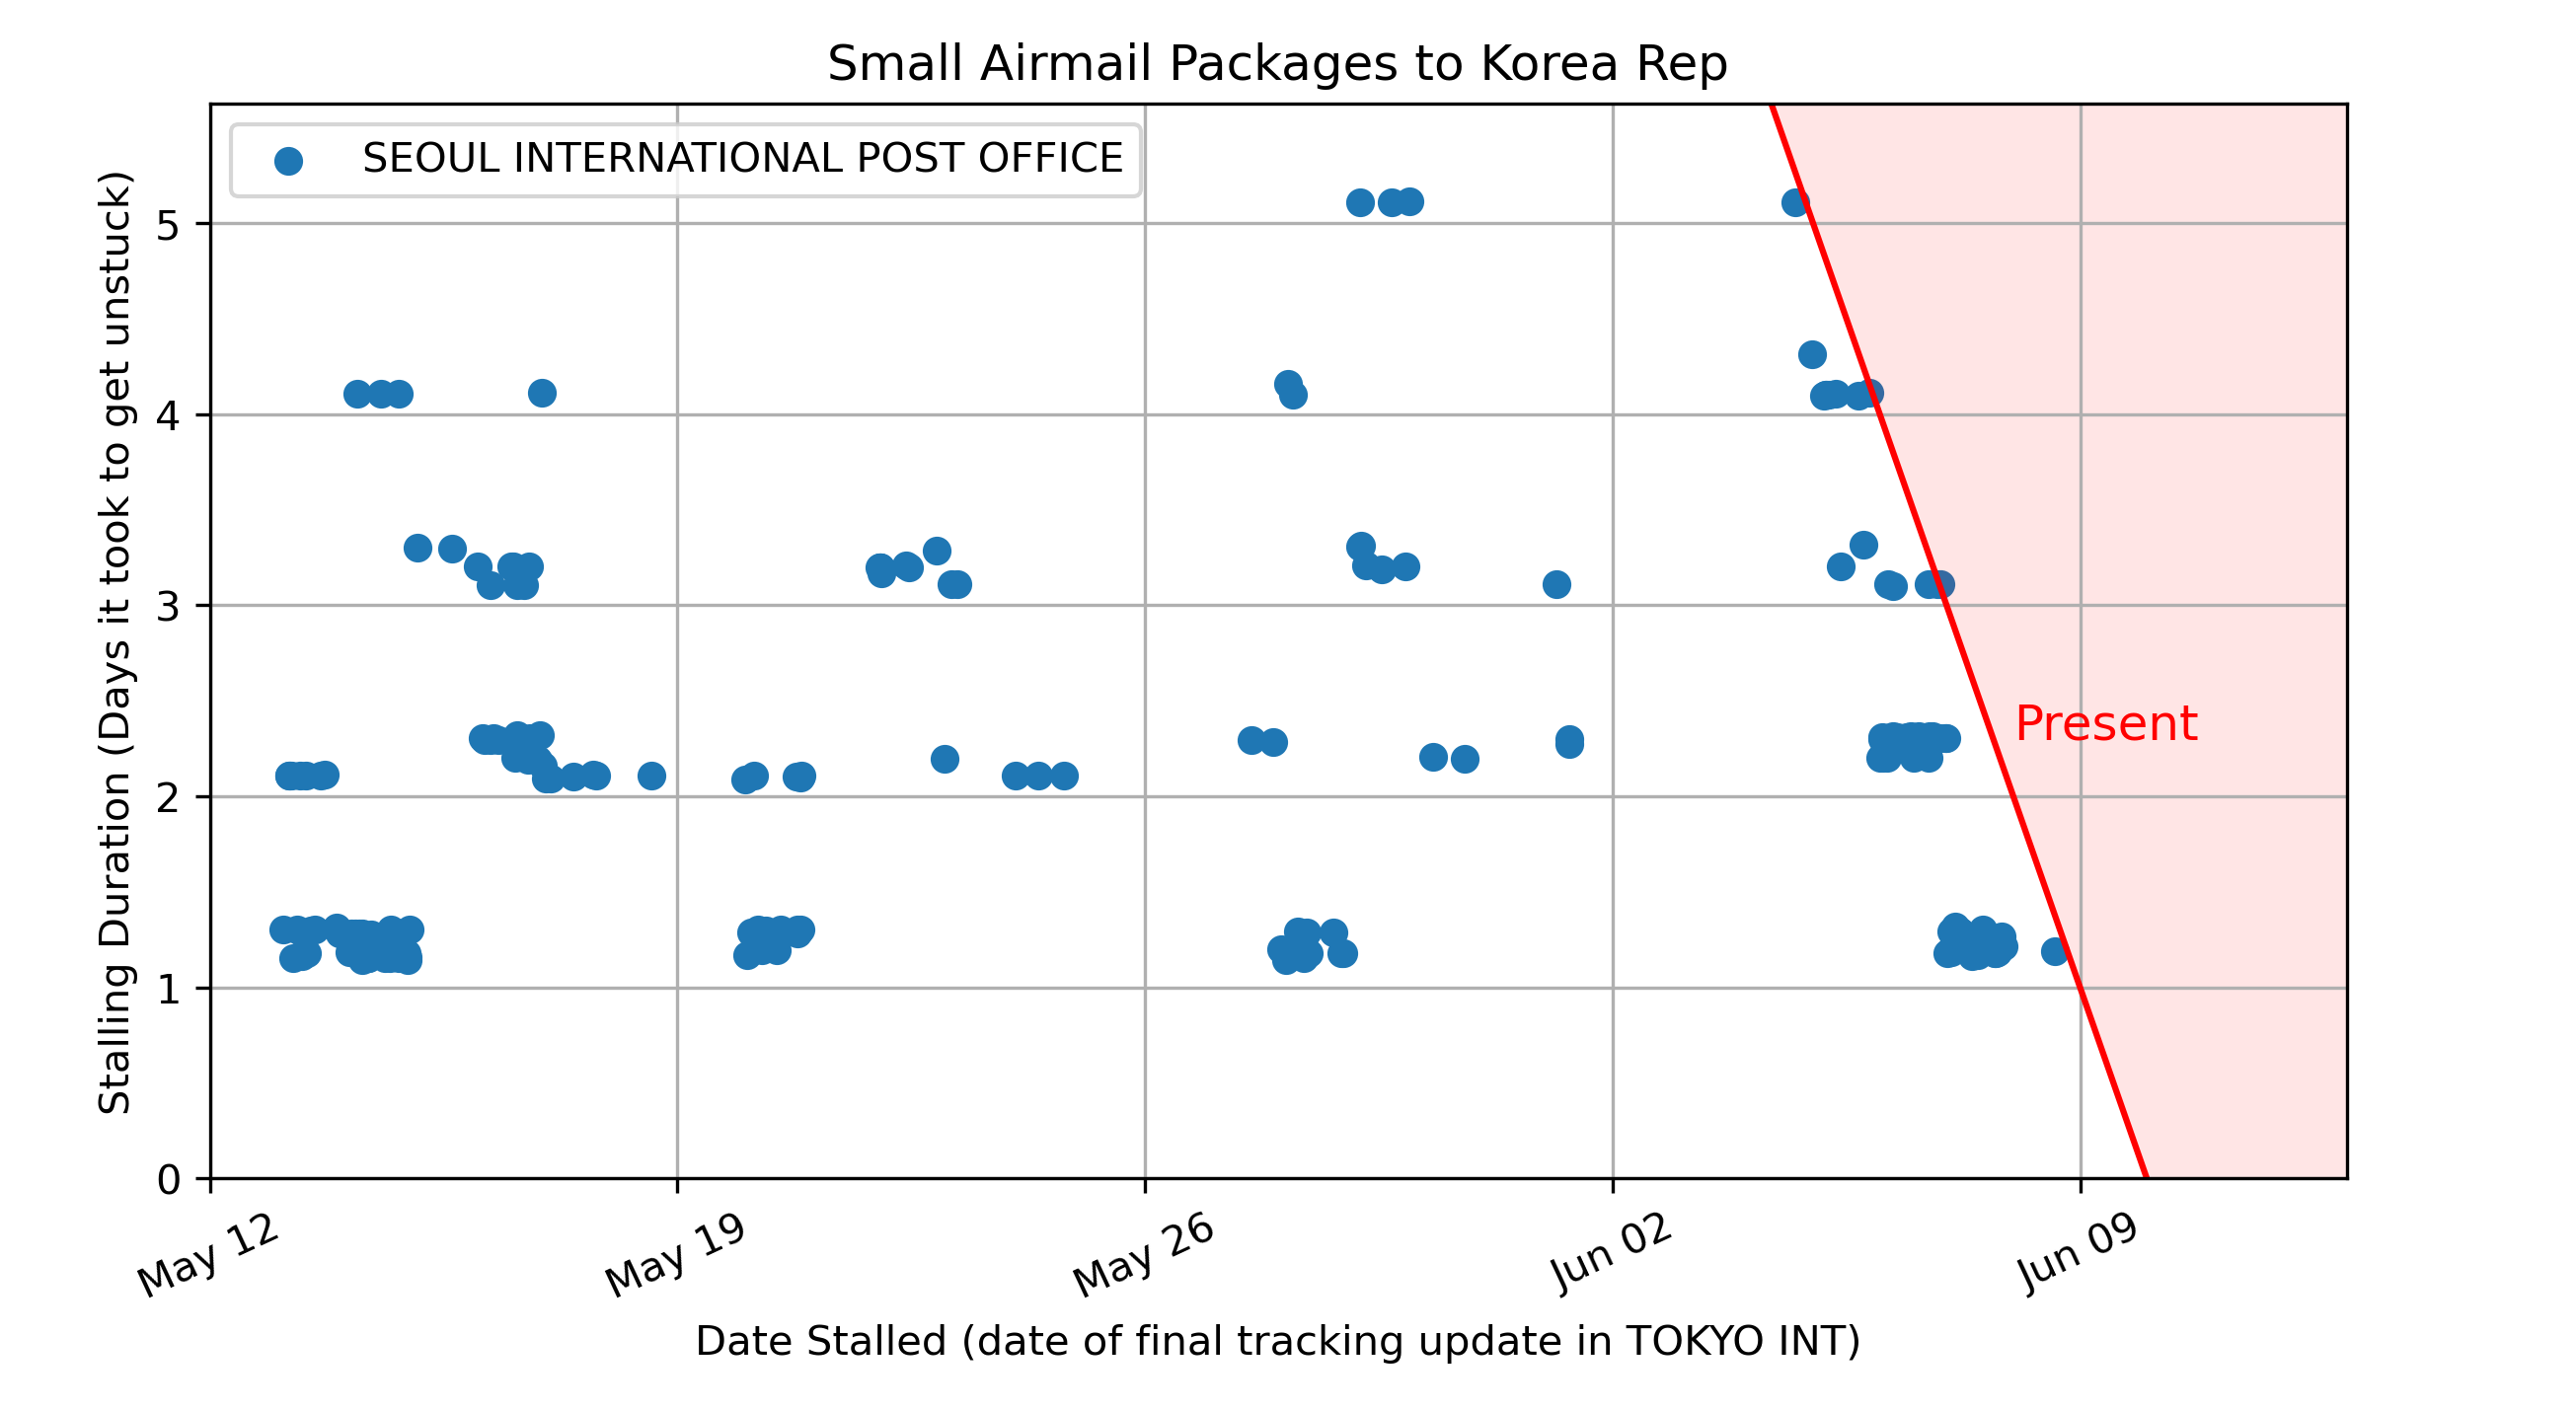 Small Airmail Packages to Korea Rep
SEOUL INTERNATIONAL POST OFFICE
Stalling Duration (Days it took to get unstuck)
5
4
3
2
1
0
Present
May 12
May 19
May 26
Jun 02
Jun 09
Date Stalled (date of final tracking update in TOKYO INT)